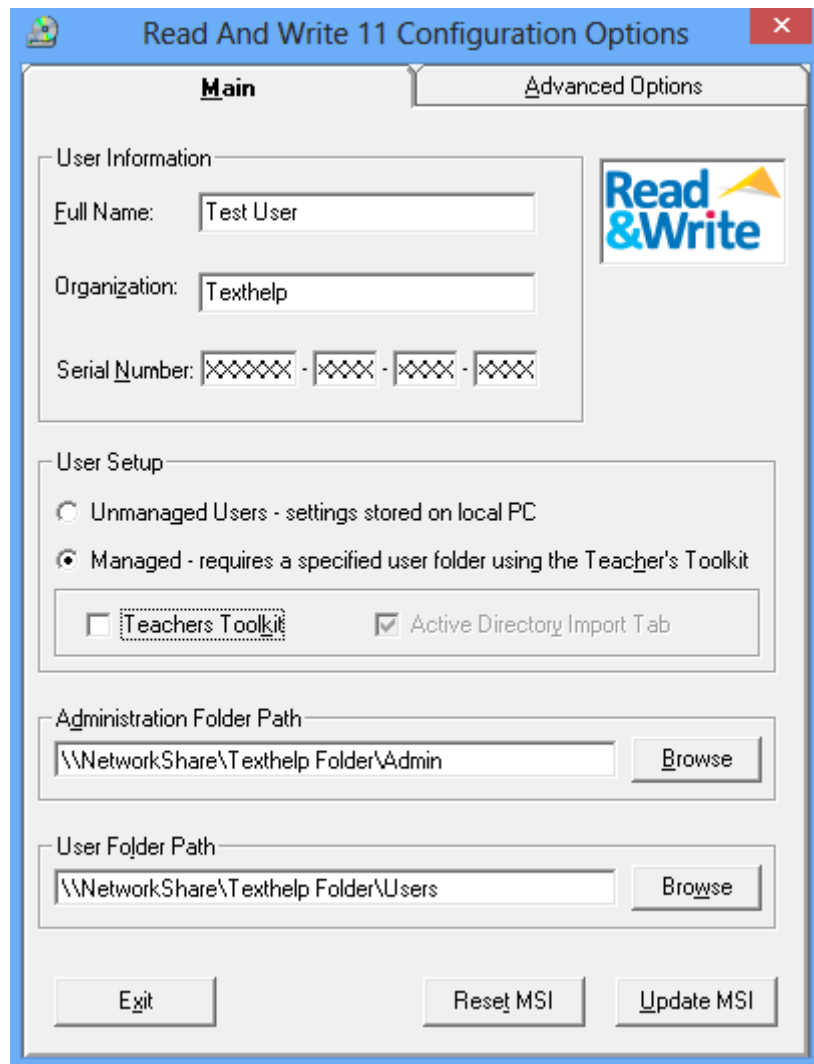 Read And Write 11 Configuration Options
Main
Advanced Options
User Information
Full Name:
Test User
Read
&Write
Organization:
Texthelp
Serial Number: XXXXXX - XXXX - XXXX - XXXX
User Setup
Unmanaged Users - settings stored on local PC
Managed - requires a specified user folder using the Teacher's Toolkit
Teachers Toolkit
Active Directory Import Tab
Administration Folder Path
\\NetworkShare\Texthelp Folder\Admin
Browse
User Folder Path
\\NetworkShare\Texthelp Folder\Users
Browse
Exit
Reset MSI
Update MSI